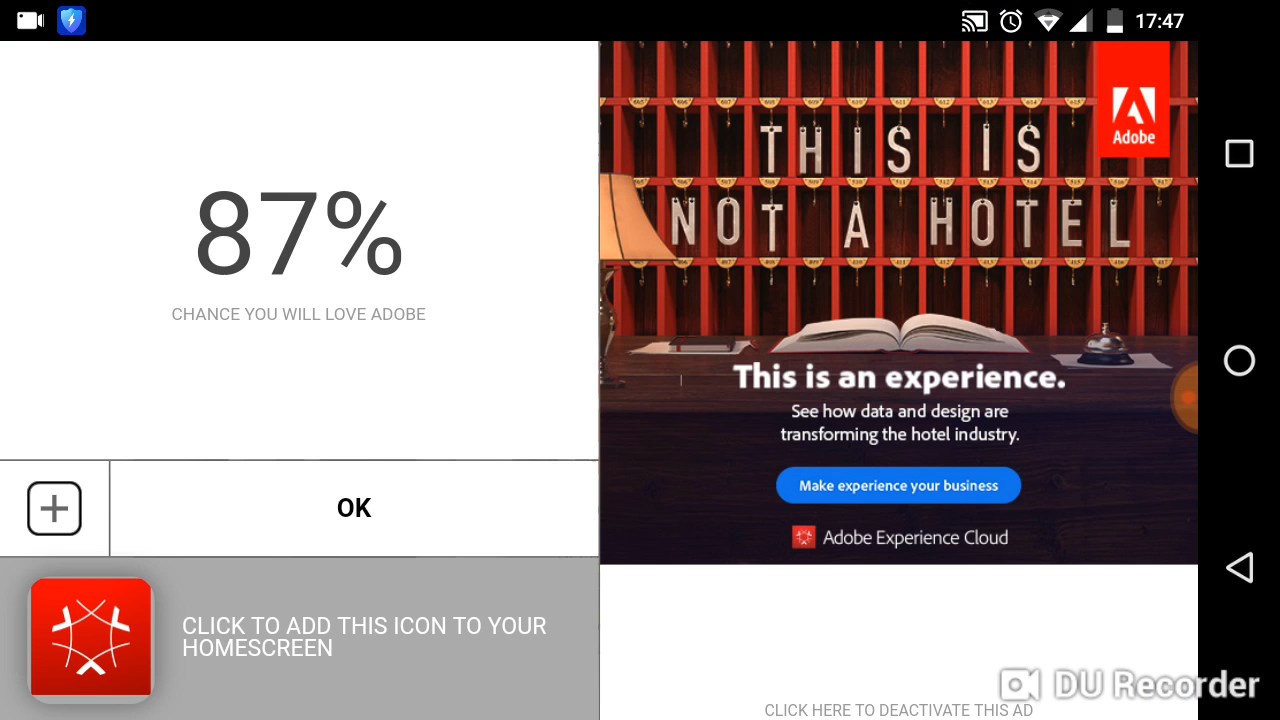 17:47
87%
CHANCE YOU WILL LOVE ADOBE
OK
CLICK TO ADD THIS ICON TO YOUR
HOMESCREEN
Adobe
THIS IS
NOT A HOTEL
This is an experience.
See how data and design are
transforming the hotel industry.
Make experience your business
Adobe Experience Cloud
DU Recorder
CLICK HERE TO DEACTIVATE THIS AD